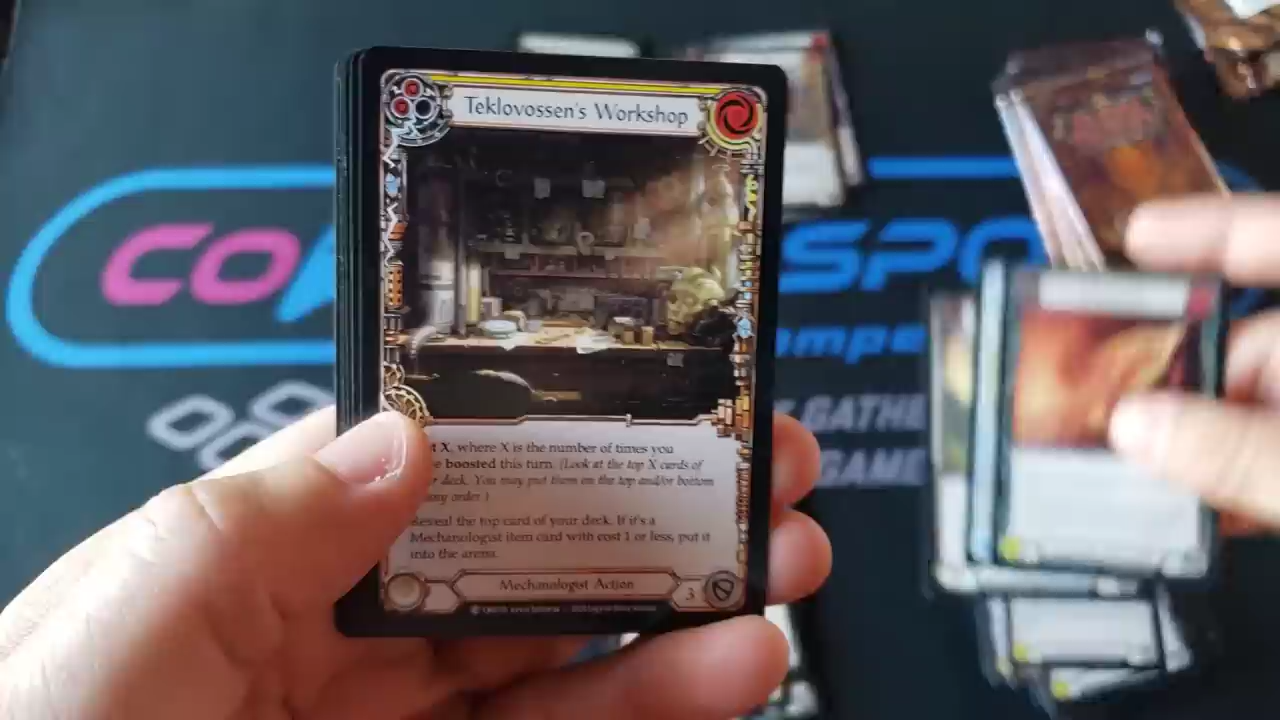 Teklovossen's Workshop
t X, where X is the number of times you
e boosted this turn. (Look at the top X cards of
r deck. You may put them on the top and/or bottom
any order.)
Reveal the top card of your deck. If it's a
Mechanologist item card with cost 1 or less, put it
into the arena.
Mechanologist Action
3
CO
SPO
mpe
GATHE
GAME